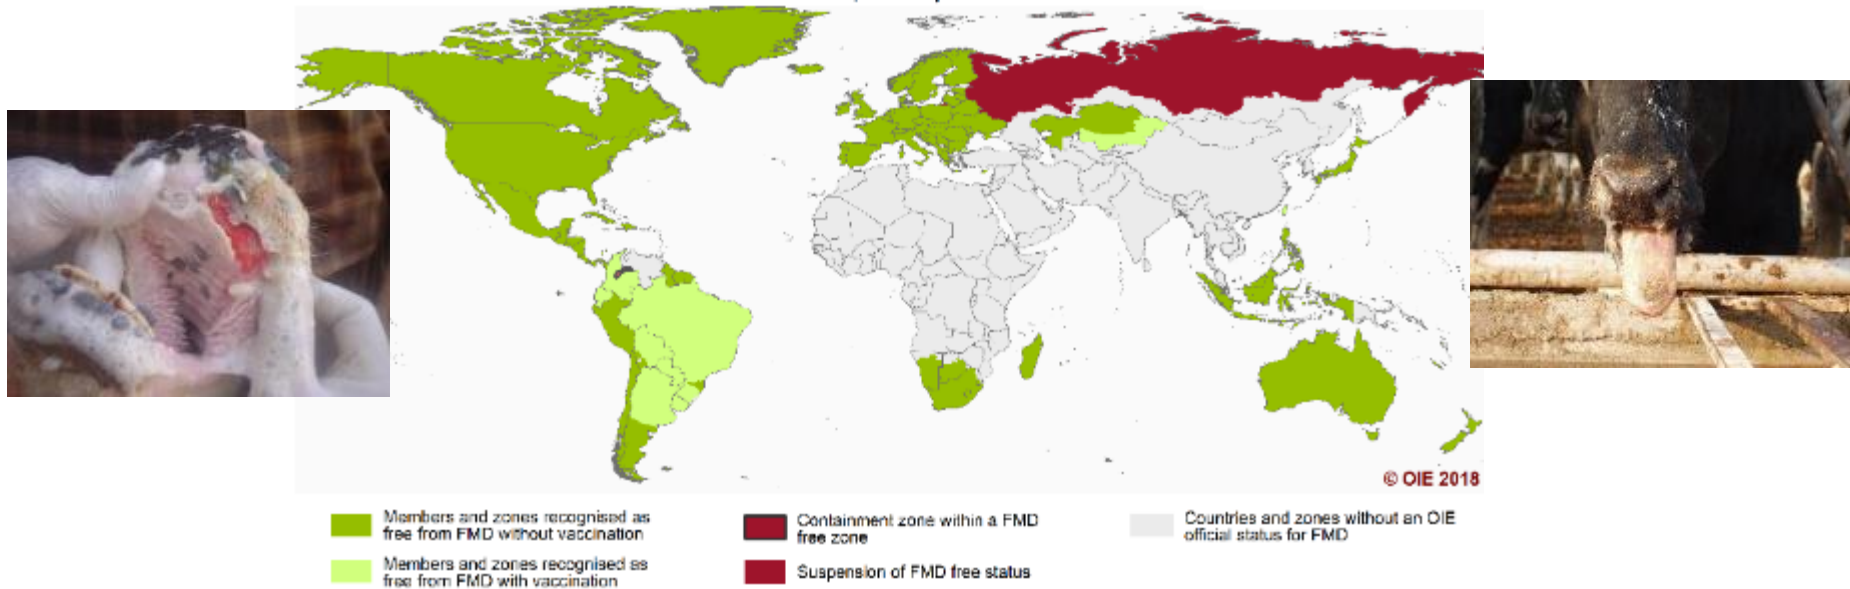 © OIE 2018
Members and zones recognised as
free from FMD without vaccination
Members and zones recognised as
free from FMD with vaccination
Containment zone within a FMD
free zone
Suspension of FMD free status
Countries and zones without an OIE
official status for FMD